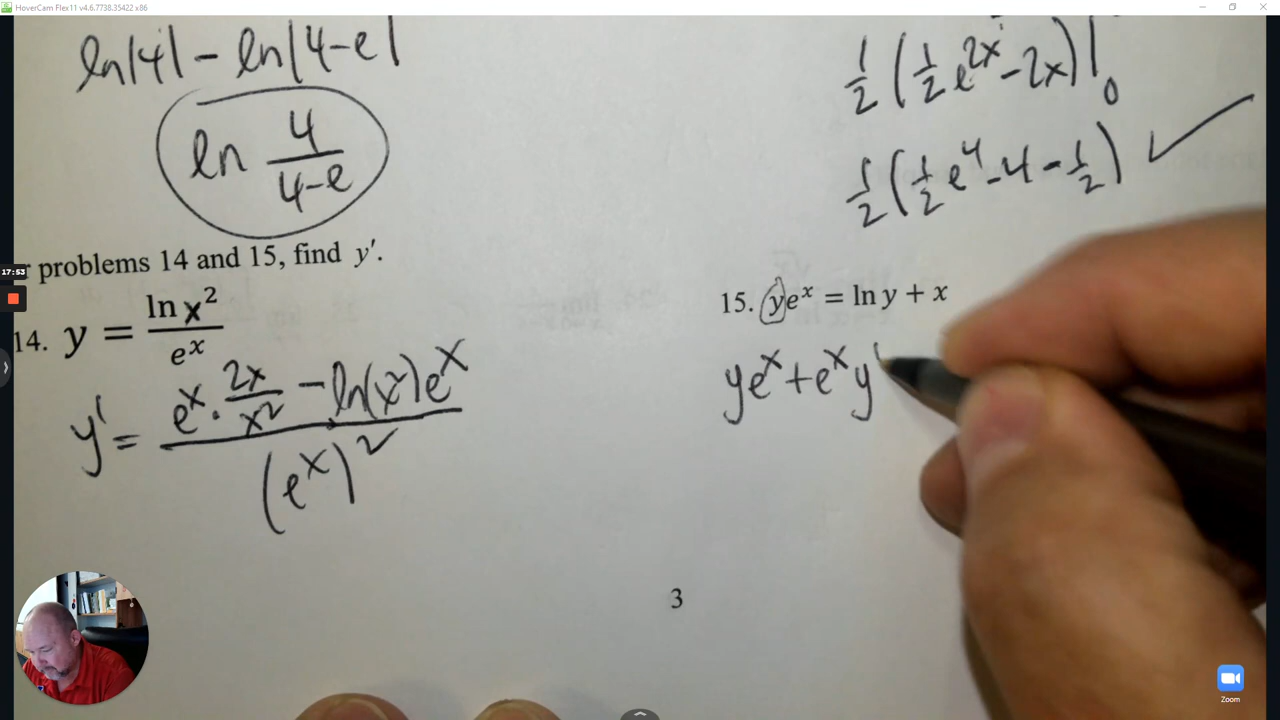 HoverCam Flex11 v4.6.7738.35422 x86
ln|4| - ln|4-e|
ln 4/(4-e)
1/2 (1/2 e^2x - 2x)|0
1/2 (1/2 e^4 - 4 - 1/2) ✓
r problems 14 and 15, find y′.
17:53
14. y = ln x²/e^x
y' = (e^x · 2x/x² - ln(x²)e^x)/(e^x)²
15. ye^x = ln y + x
ye^x + e^x y'
3
Zoom